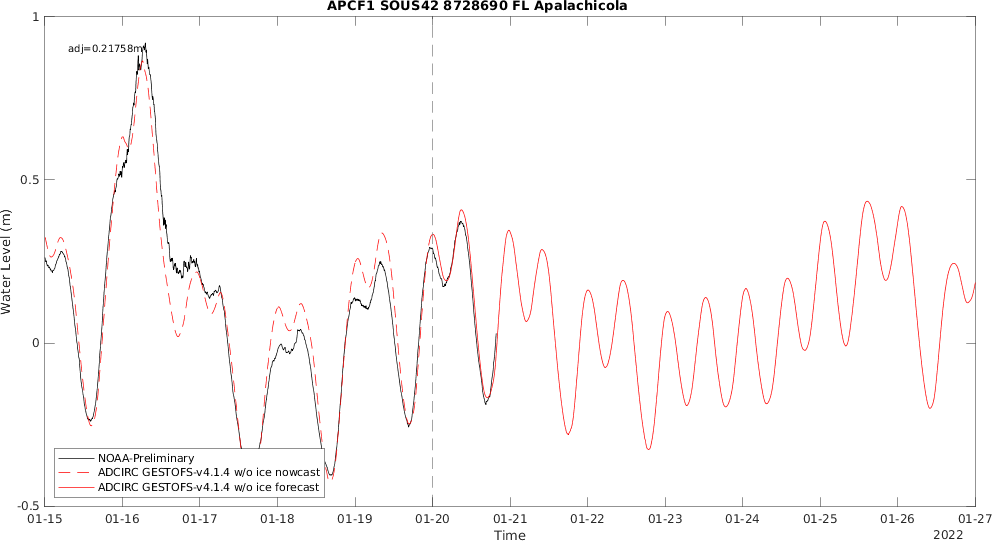 APCF1 SOUS42 8728690 FL Apalachicola
adj=0.21758m
1
0.5
0
-0.5
Water Level (m)
NOAA-Preliminary
ADCIRC GESTOFS-v4.1.4 w/o ice nowcast
ADCIRC GESTOFS-v4.1.4 w/o ice forecast
01-15 01-16 01-17 01-18 01-19 01-20 01-21 01-22 01-23 01-24 01-25 01-26 01-27
Time
2022